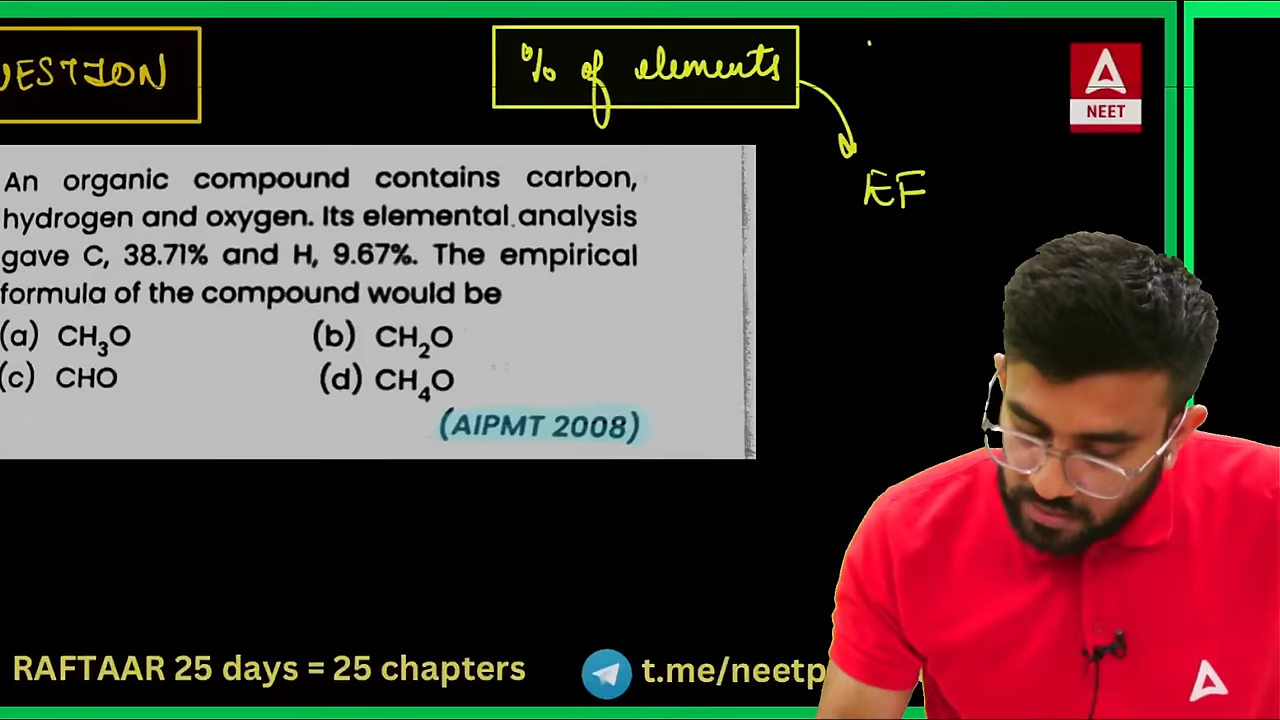 UESTION
% of elements
NEET
EF
An organic compound contains carbon,
hydrogen and oxygen. Its elemental analysis
gave C, 38.71% and H, 9.67%. The empirical
formula of the compound would be
(a) CH₃O (b) CH₂O
(c) CHO (d) CH₄O
(AIPMT 2008)
RAFTAAR 25 days = 25 chapters
t.me/neetp